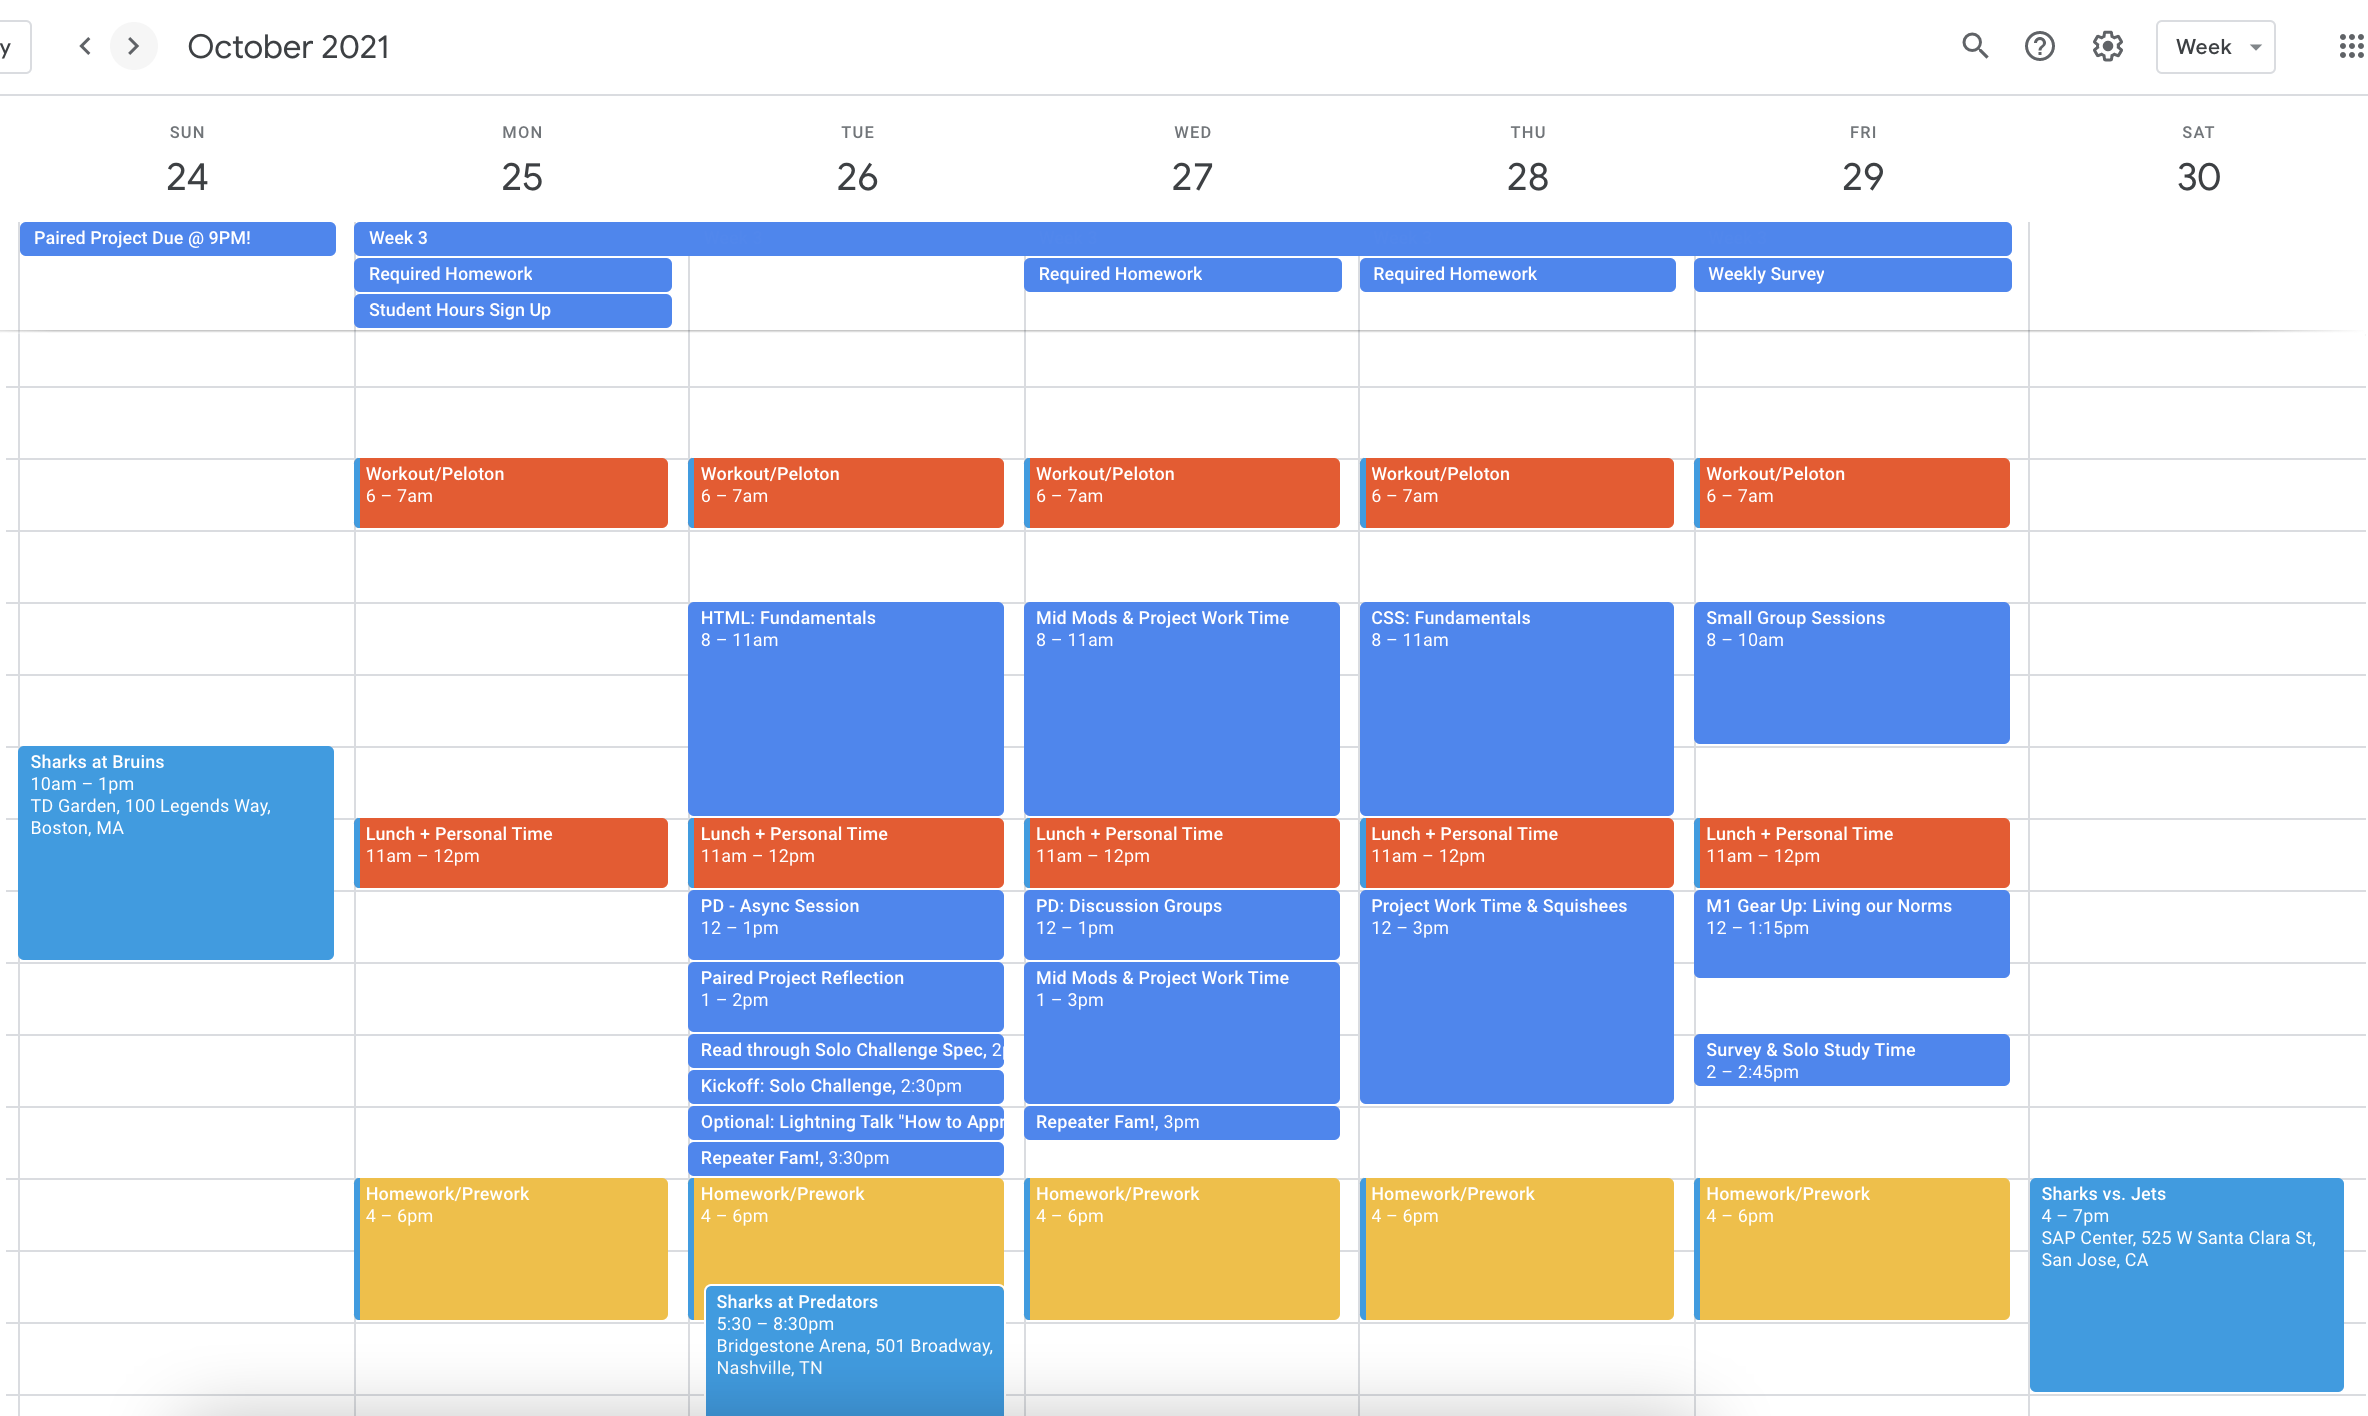 y
October 2021
Week
SUN
24
MON
25
TUE
26
WED
27
THU
28
FRI
29
SAT
30
Paired Project Due @ 9PM!
Week 3
Required Homework
Required Homework
Required Homework
Weekly Survey
Student Hours Sign Up
Sharks at Bruins
10am – 1pm
TD Garden, 100 Legends Way,
Boston, MA
Workout/Peloton
6 – 7am
Lunch + Personal Time
11am – 12pm
Homework/Prework
4 – 6pm
Workout/Peloton
6 – 7am
HTML: Fundamentals
8 – 11am
Lunch + Personal Time
11am – 12pm
PD - Async Session
12 – 1pm
Paired Project Reflection
1 – 2pm
Read through Solo Challenge Spec, 2
Kickoff: Solo Challenge, 2:30pm
Optional: Lightning Talk "How to Appr
Repeater Fam!, 3:30pm
Homework/Prework
4 – 6pm
Sharks at Predators
5:30 – 8:30pm
Bridgestone Arena, 501 Broadway,
Nashville, TN
Workout/Peloton
6 – 7am
Mid Mods & Project Work Time
8 – 11am
Lunch + Personal Time
11am – 12pm
PD: Discussion Groups
12 – 1pm
Mid Mods & Project Work Time
1 – 3pm
Repeater Fam!, 3pm
Homework/Prework
4 – 6pm
Workout/Peloton
6 – 7am
CSS: Fundamentals
8 – 11am
Lunch + Personal Time
11am – 12pm
Project Work Time & Squishees
12 – 3pm
Homework/Prework
4 – 6pm
Workout/Peloton
6 – 7am
Small Group Sessions
8 – 10am
Lunch + Personal Time
11am – 12pm
M1 Gear Up: Living our Norms
12 – 1:15pm
Survey & Solo Study Time
2 – 2:45pm
Homework/Prework
4 – 6pm
Sharks vs. Jets
4 – 7pm
SAP Center, 525 W Santa Clara St,
San Jose, CA